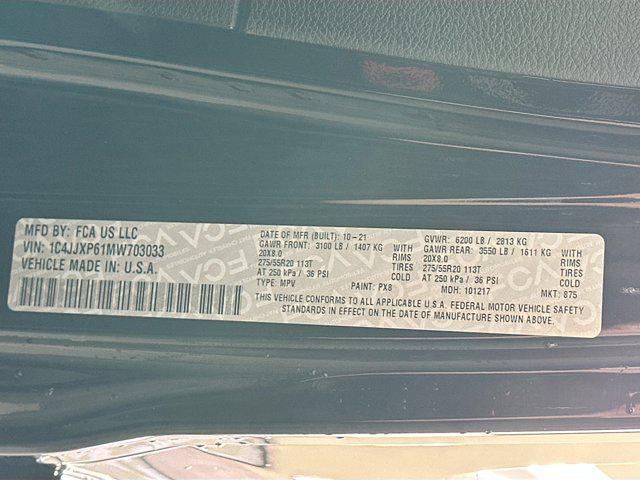 MFD BY: FCA US LLC
VIN: 1C4JJXP61MW703033
VEHICLE MADE IN: U.S.A.
DATE OF MFR (BUILT): 10-21
GAWR FRONT: 3100 LB / 1407 KG WITH
20X8.0 RIMS
275/55R20 113T TIRES
AT 250 kPa / 36 PSI COLD
TYPE: MPV PAINT: PX8
GVWR: 6200 LB / 2813 KG
GAWR REAR: 3550 LB / 1611 KG WITH
20X8.0 RIMS
275/55R20 113T TIRES
AT 250 kPa / 36 PSI COLD
MDH: 101217 MKT: 875
THIS VEHICLE CONFORMS TO ALL APPLICABLE U.S.A. FEDERAL MOTOR VEHICLE SAFETY
STANDARDS IN EFFECT ON THE DATE OF MANUFACTURE SHOWN ABOVE.